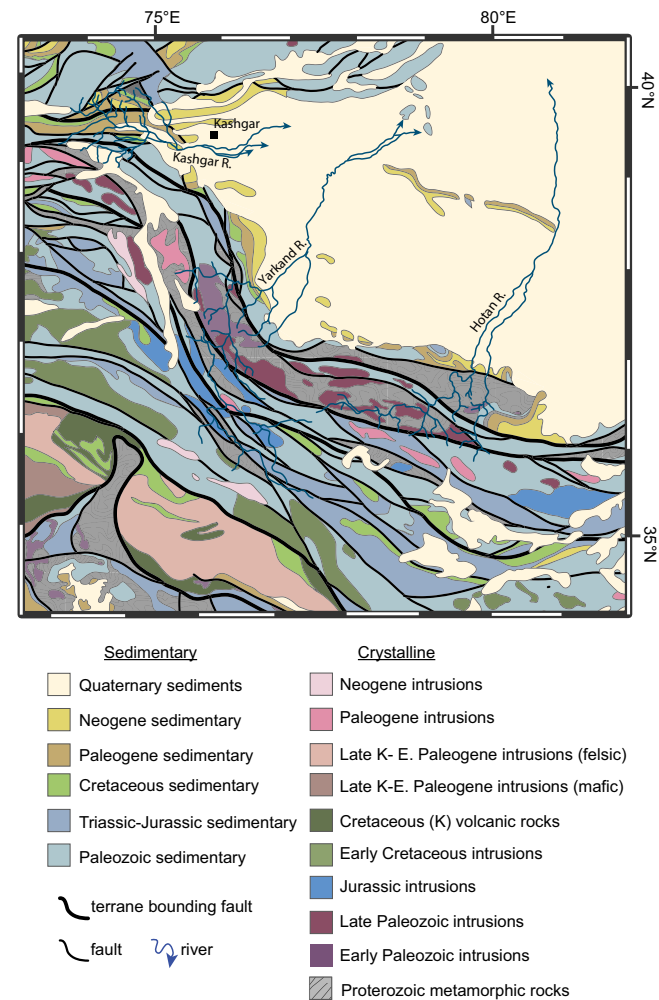 75°E
80°E
40°N
Kashgar
Kashgar R.
Yarkand R.
Hotan R.
35°N
Sedimentary
Quaternary sediments
Neogene sedimentary
Paleogene sedimentary
Cretaceous sedimentary
Triassic-Jurassic sedimentary
Paleozoic sedimentary
terrane bounding fault
fault
river
Crystalline
Neogene intrusions
Paleogene intrusions
Late K- E. Paleogene intrusions (felsic)
Late K-E. Paleogene intrusions (mafic)
Cretaceous (K) volcanic rocks
Early Cretaceous intrusions
Jurassic intrusions
Late Paleozoic intrusions
Early Paleozoic intrusions
Proterozoic metamorphic rocks